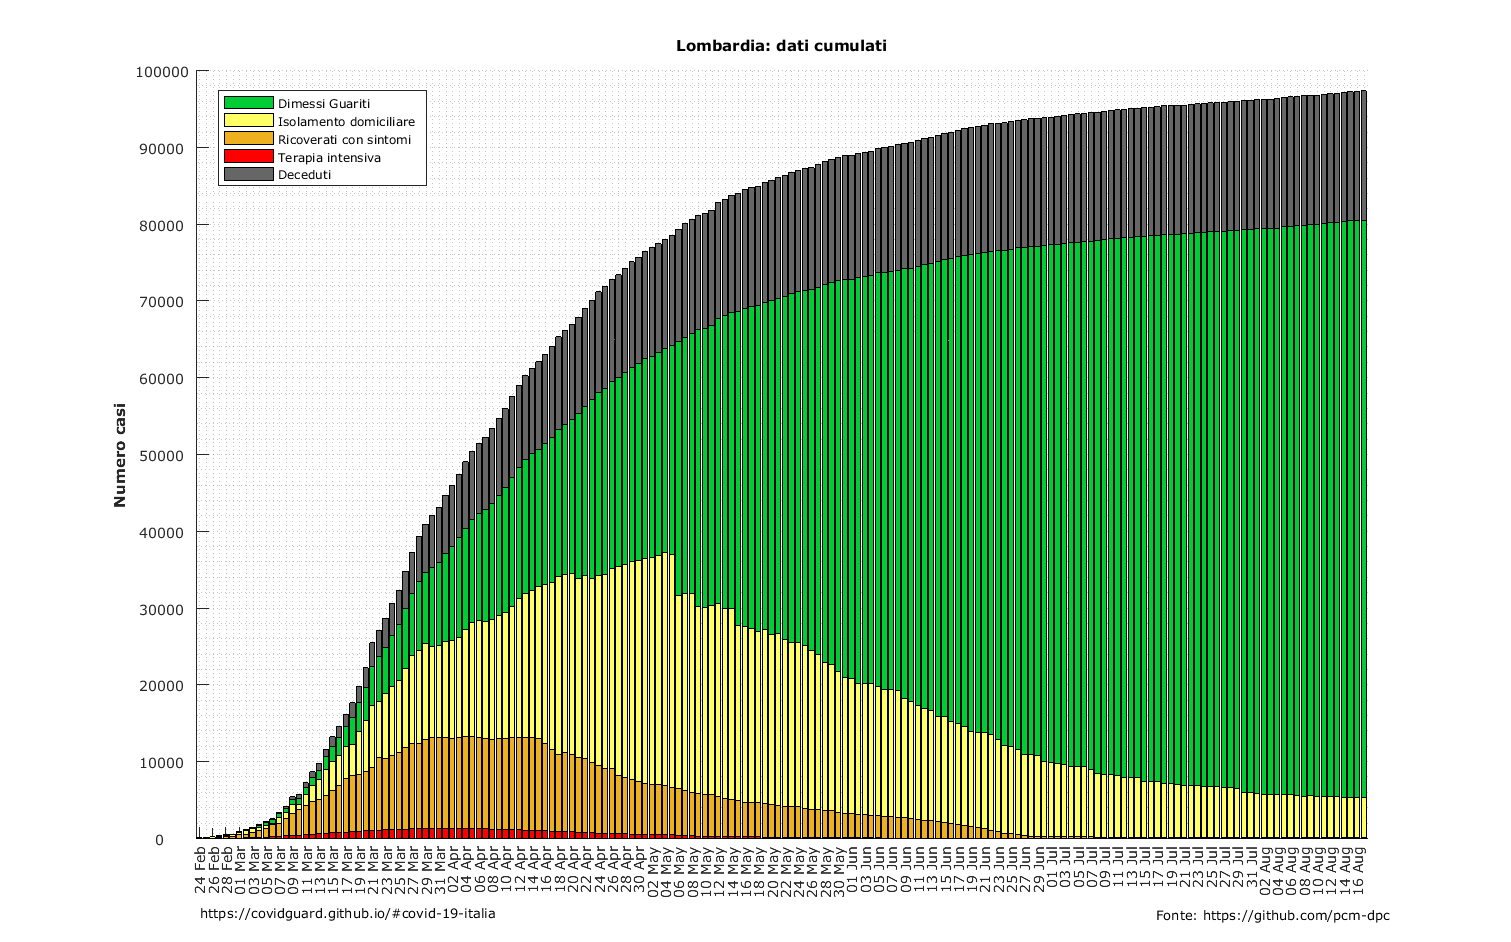 Lombardia: dati cumulati
100000
90000
80000
70000
60000
50000
40000
30000
20000
10000
0
Numero casi
Dimessi Guariti
Isolamento domiciliare
Ricoverati con sintomi
Terapia intensiva
Deceduti
24 Feb
26 Feb
28 Feb
01 Mar
03 Mar
05 Mar
07 Mar
09 Mar
11 Mar
13 Mar
15 Mar
17 Mar
19 Mar
21 Mar
23 Mar
25 Mar
27 Mar
29 Mar
31 Mar
02 Apr
04 Apr
06 Apr
08 Apr
10 Apr
12 Apr
14 Apr
16 Apr
18 Apr
20 Apr
22 Apr
24 Apr
26 Apr
28 Apr
30 Apr
02 May
04 May
06 May
08 May
10 May
12 May
14 May
16 May
18 May
20 May
22 May
24 May
26 May
28 May
30 May
01 Jun
03 Jun
05 Jun
07 Jun
09 Jun
11 Jun
13 Jun
15 Jun
17 Jun
19 Jun
21 Jun
23 Jun
25 Jun
27 Jun
29 Jun
01 Jul
03 Jul
05 Jul
07 Jul
09 Jul
11 Jul
13 Jul
15 Jul
17 Jul
19 Jul
21 Jul
23 Jul
25 Jul
27 Jul
29 Jul
31 Jul
02 Aug
04 Aug
06 Aug
08 Aug
10 Aug
12 Aug
14 Aug
16 Aug
https://covidguard.github.io/#covid-19-italia
Fonte: https://github.com/pcm-dpc